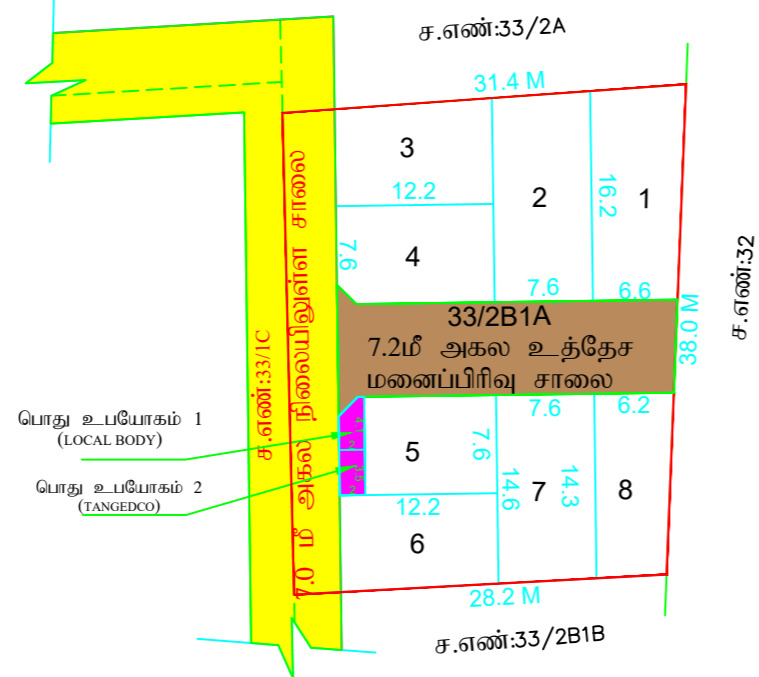 ச.எண்:33/2A
31.4 M
3
12.2
2
16.2
1
4
7.6
7.6
6.6
ச.எண்:32
38.0 M
7.0 மீ அகல நிலையிலுள்ள சாலை
ச.எண்:33/1C
33/2B1A
7.2மீ அகல உத்தேச
மனைப்பிரிவு சாலை
பொது உபயோகம் 1
(LOCAL BODY)
பொது உபயோகம் 2
(TANGEDCO)
5
7.6
12.2
6
7.6
14.6
7
14.3
6.2
8
28.2 M
ச.எண்:33/2B1B